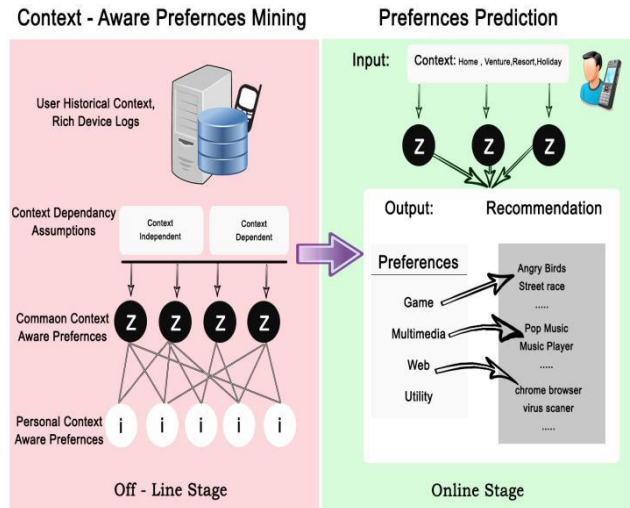 Context - Aware Prefernces Mining
User Historical Context,
Rich Device Logs
Context Dependancy
Assumptions
Context
Independent
Context
Dependent
Commaon Context
Aware Prefernces
Z
Z
Z
Z
Personal Context
Aware Prefernces
i
i
i
i
i
Off - Line Stage
Prefernces Prediction
Input:
Context: Home , Venture,Resort,Holiday
Z
Z
Z
Output:
Recommendation
Preferences
Game
Multimedia
Web
Utility
Angry Birds
Street race
.....
Pop Music
Music Player
.....
chrome browser
virus scaner
.....
Online Stage